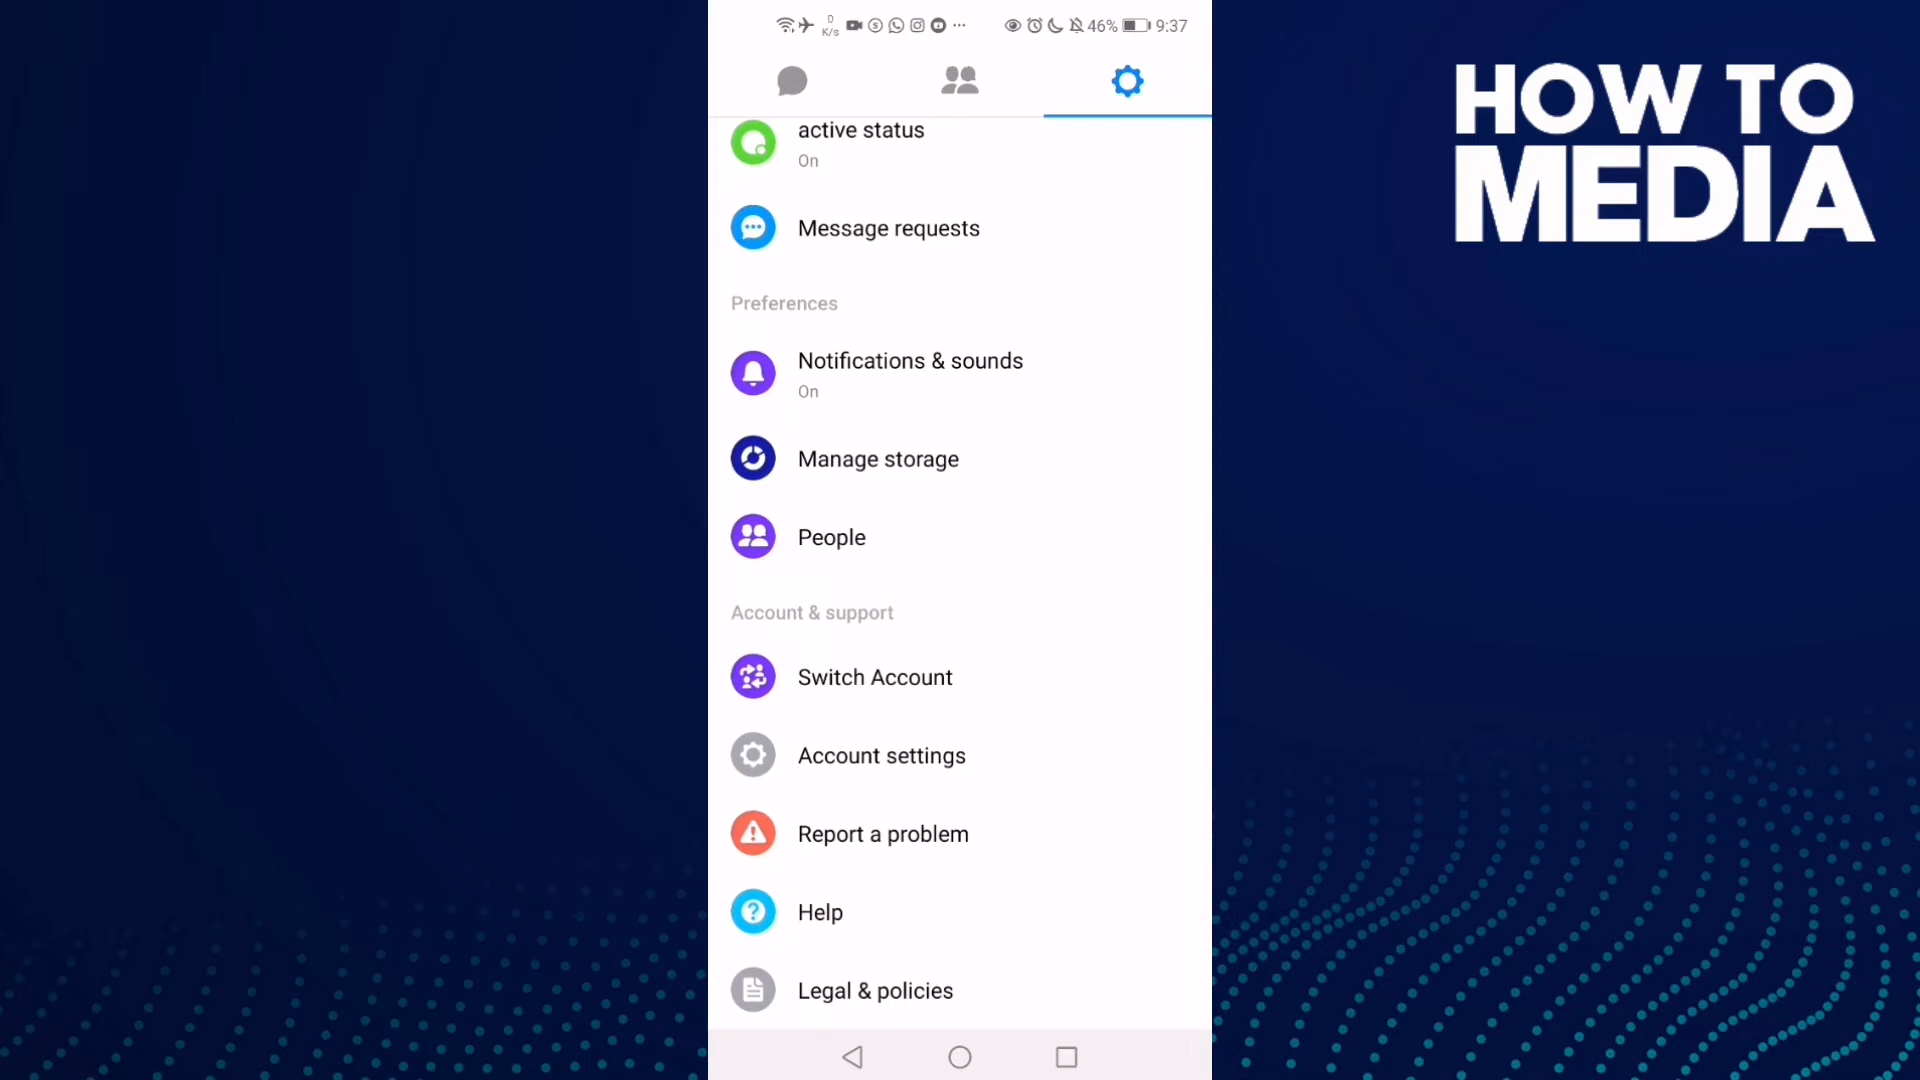 D
K/s
46%
9:37
HOW TO
MEDIA
active status
On
Message requests
Preferences
Notifications & sounds
On
Manage storage
People
Account & support
Switch Account
Account settings
Report a problem
Help
Legal & policies